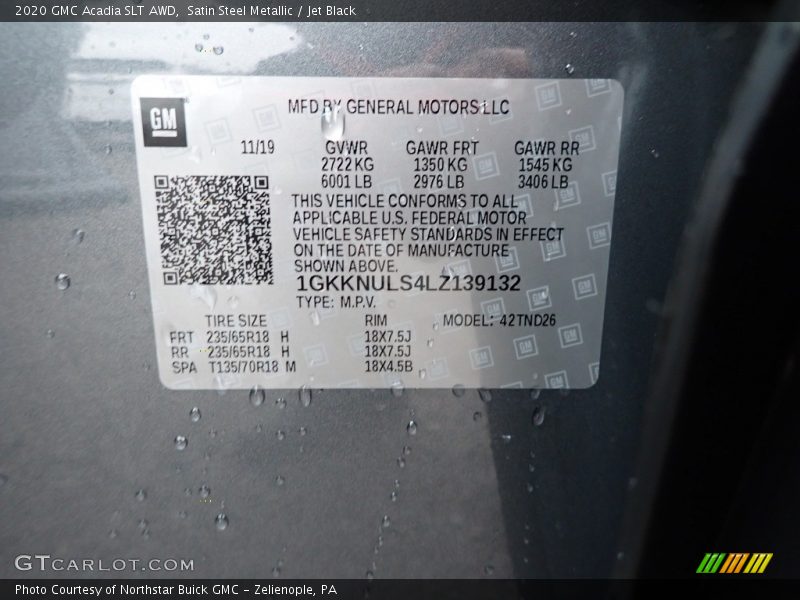 2020 GMC Acadia SLT AWD, Satin Steel Metallic / Jet Black
GM
MFD BY GENERAL MOTORS LLC
11/19 GVWR GAWR FRT GAWR RR
2722 KG 1350 KG 1545 KG
6001 LB 2976 LB 3406 LB
THIS VEHICLE CONFORMS TO ALL
APPLICABLE U.S. FEDERAL MOTOR
VEHICLE SAFETY STANDARDS IN EFFECT
ON THE DATE OF MANUFACTURE
SHOWN ABOVE.
1GKKNULS4LZ139132
TYPE: M.P.V.
TIRE SIZE RIM MODEL: 42TND26
FRT 235/65R18 H 18X7.5J
RR 235/65R18 H 18X7.5J
SPA T135/70R18 M 18X4.5B
GTCARLOT.COM
Photo Courtesy of Northstar Buick GMC - Zelienople, PA